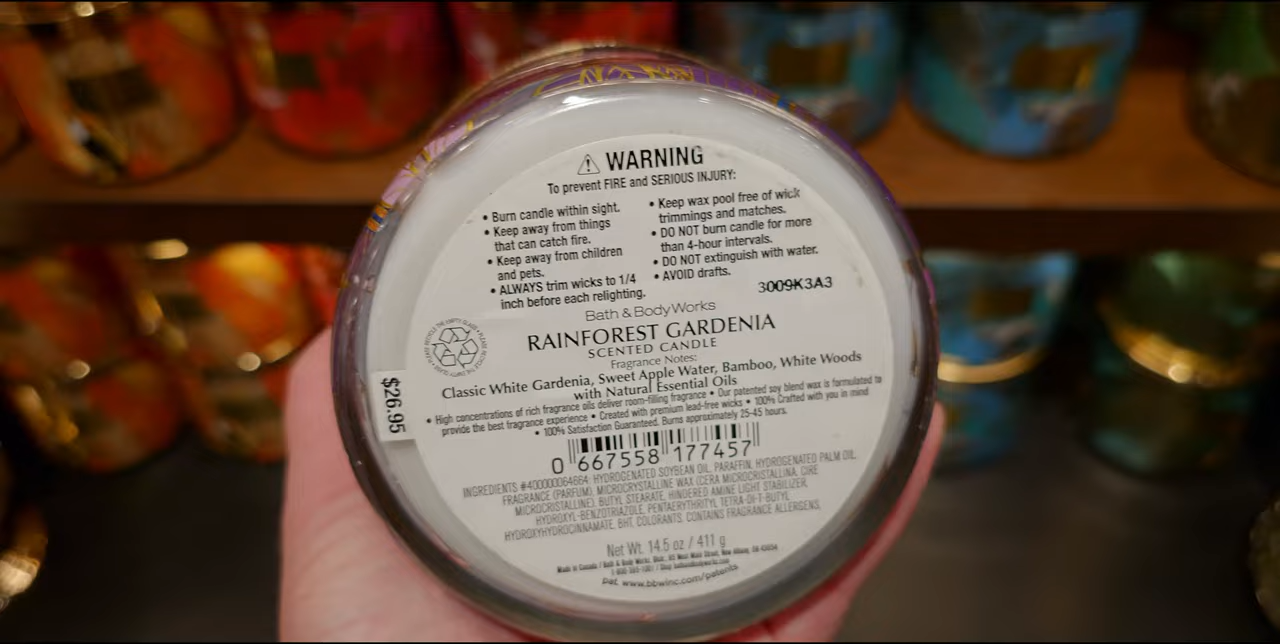 WARNING
To prevent FIRE and SERIOUS INJURY:
• Burn candle within sight.
• Keep away from things
that can catch fire.
• Keep away from children
and pets.
• ALWAYS trim wicks to 1/4
inch before each relighting.
• Keep wax pool free of wick
trimmings and matches.
• DO NOT burn candle for more
than 4-hour intervals.
• DO NOT extinguish with water.
• AVOID drafts.
3009K3A3
Bath & Body Works
RAINFOREST GARDENIA
SCENTED CANDLE
Fragrance Notes:
Classic White Gardenia, Sweet Apple Water, Bamboo, White Woods
with Natural Essential Oils
• High concentrations of rich fragrance oils deliver room-filling fragrance • Our patented soy blend wax is formulated to
provide the best fragrance experience • Created with premium lead-free wicks • 100% Crafted with you in mind
• 100% Satisfaction Guaranteed. Burns approximately 25-45 hours.
$26.95
0 667558 177457
INGREDIENTS #400000064664: HYDROGENATED SOYBEAN OIL, PARAFFIN, HYDROGENATED PALM OIL,
FRAGRANCE (PARFUM), MICROCRYSTALLINE WAX (CERA MICROCRISTALLINA, CIRE
MICROCRISTALLINE), BUTYL STEARATE, HINDERED AMINE LIGHT STABILIZER,
HYDROXYL-BENZOTRIAZOLE, PENTAERYTHRITYL TETRA-DI-T-BUTYL
HYDROXYHYDROCINNAMATE, BHT, COLORANTS. CONTAINS FRAGRANCE ALLERGENS.
Net Wt. 14.5 oz / 411 g
Made in Canada / Bath & Body Works, Distr.
pat. www.bbwinc.com/patents